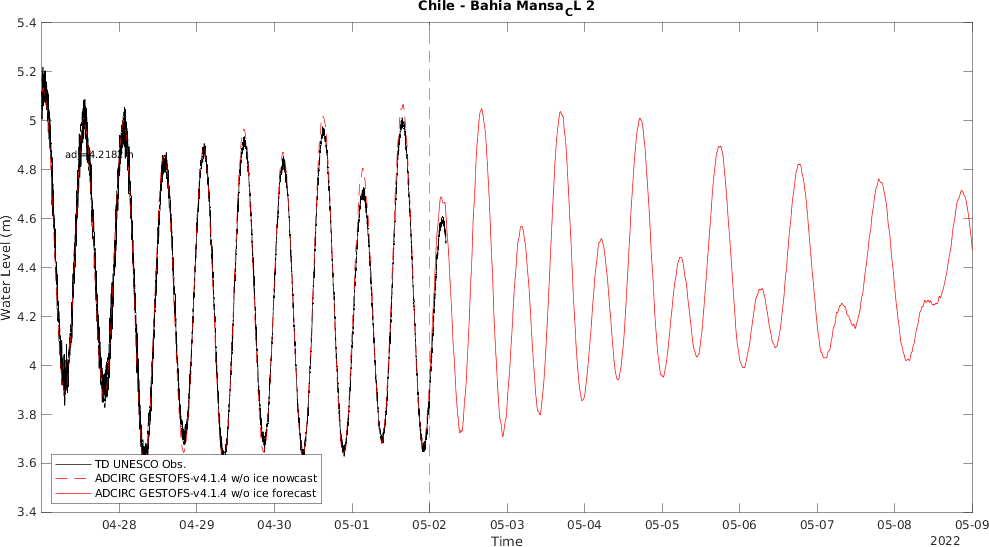 Chile - Bahia MansaCL 2
5.4
5.2
5
4.8
4.6
4.4
4.2
4
3.8
3.6
3.4
Water Level (m)
TD UNESCO Obs.
ADCIRC GESTOFS-v4.1.4 w/o ice nowcast
ADCIRC GESTOFS-v4.1.4 w/o ice forecast
04-28 04-29 04-30 05-01 05-02 05-03 05-04 05-05 05-06 05-07 05-08 05-09
Time
2022